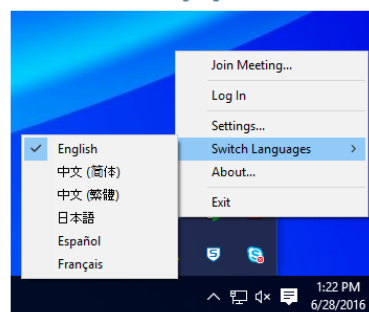 Join Meeting...
Log In
Settings...
Switch Languages
About...
Exit
English
中文 (简体)
中文 (繁體)
日本語
Español
Français
1:22 PM
6/28/2016